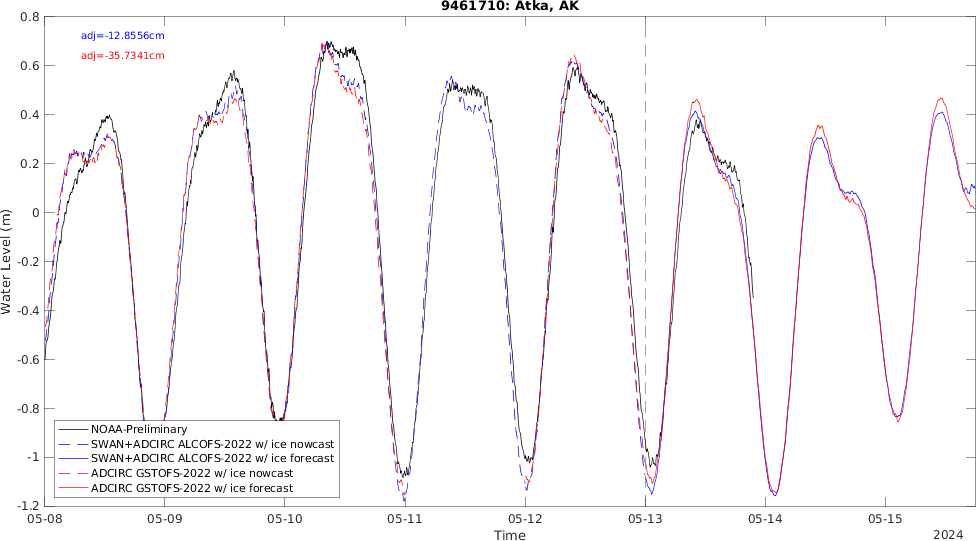 9461710: Atka, AK
adj=-12.8556cm
adj=-35.7341cm
0.8
0.6
0.4
0.2
0
-0.2
-0.4
-0.6
-0.8
-1
-1.2
Water Level (m)
NOAA-Preliminary
SWAN+ADCIRC ALCOFS-2022 w/ ice nowcast
SWAN+ADCIRC ALCOFS-2022 w/ ice forecast
ADCIRC GSTOFS-2022 w/ ice nowcast
ADCIRC GSTOFS-2022 w/ ice forecast
05-08 05-09 05-10 05-11 05-12 05-13 05-14 05-15
Time
2024